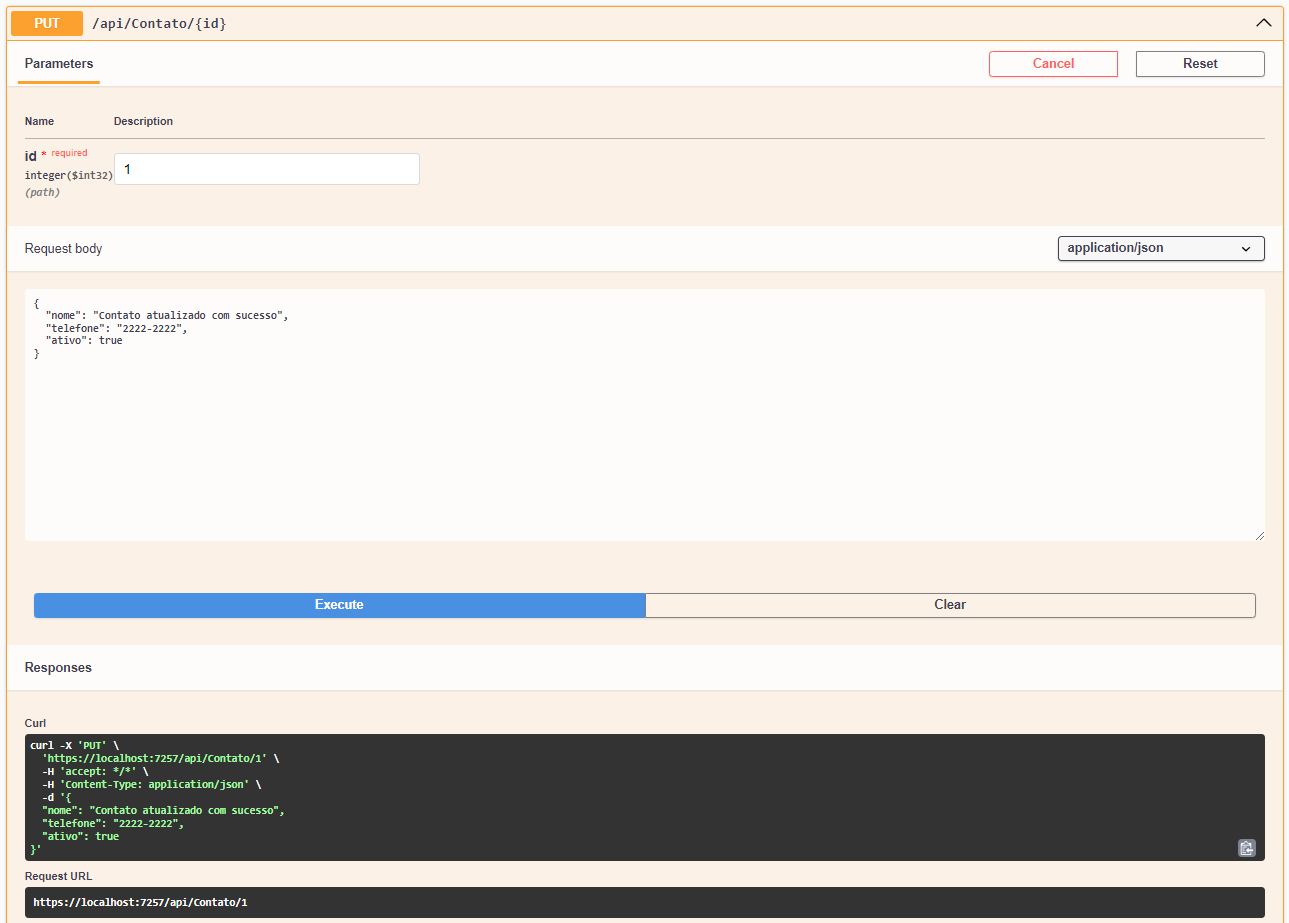 PUT /api/Contato/{id}
Parameters
Cancel
Reset
Name Description
id * required
integer($int32)
(path)
1
Request body
application/json
{
  "nome": "Contato atualizado com sucesso",
  "telefone": "2222-2222",
  "ativo": true
}
Execute
Clear
Responses
Curl
curl -X 'PUT' \
  'https://localhost:7257/api/Contato/1' \
  -H 'accept: */*' \
  -H 'Content-Type: application/json' \
  -d '{
  "nome": "Contato atualizado com sucesso",
  "telefone": "2222-2222",
  "ativo": true
}'
Request URL
https://localhost:7257/api/Contato/1